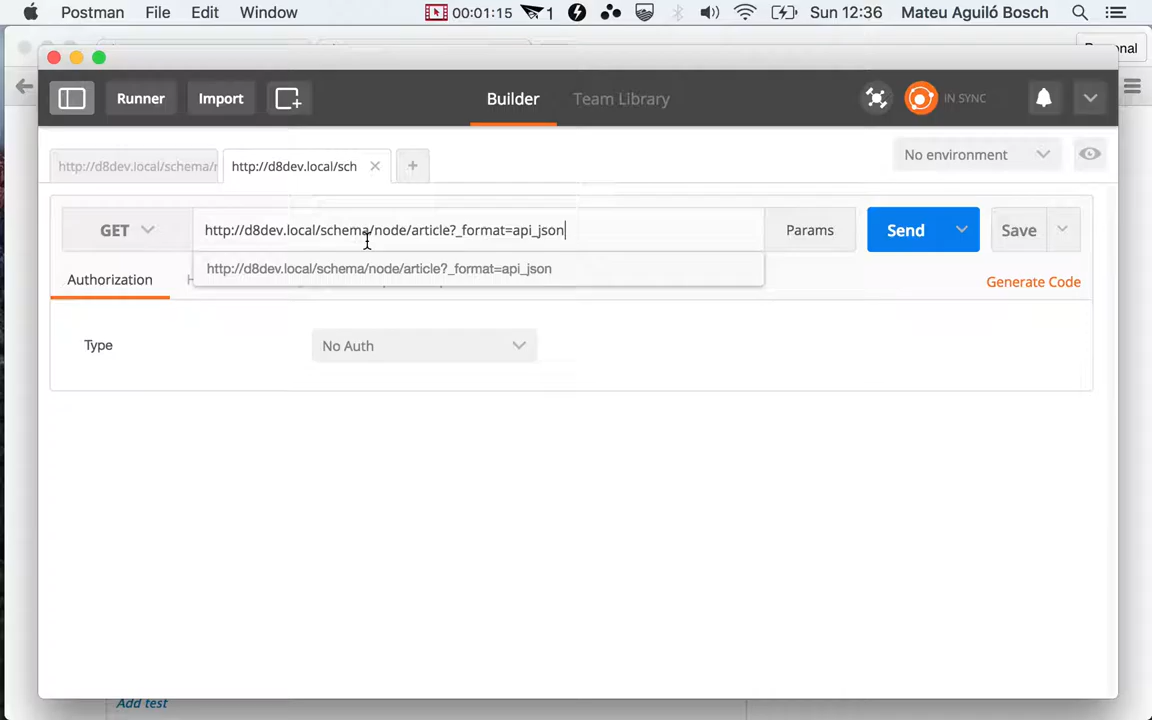 Postman File Edit Window 00:01:15 1 Sun 12:36 Mateu Aguiló Bosch
onal
Runner Import Builder Team Library IN SYNC
http://d8dev.local/schema/r http://d8dev.local/sch No environment
GET http://d8dev.local/schema/node/article?_format=api_json Params Send Save
http://d8dev.local/schema/node/article?_format=api_json
Authorization Generate Code
Type No Auth
Add test